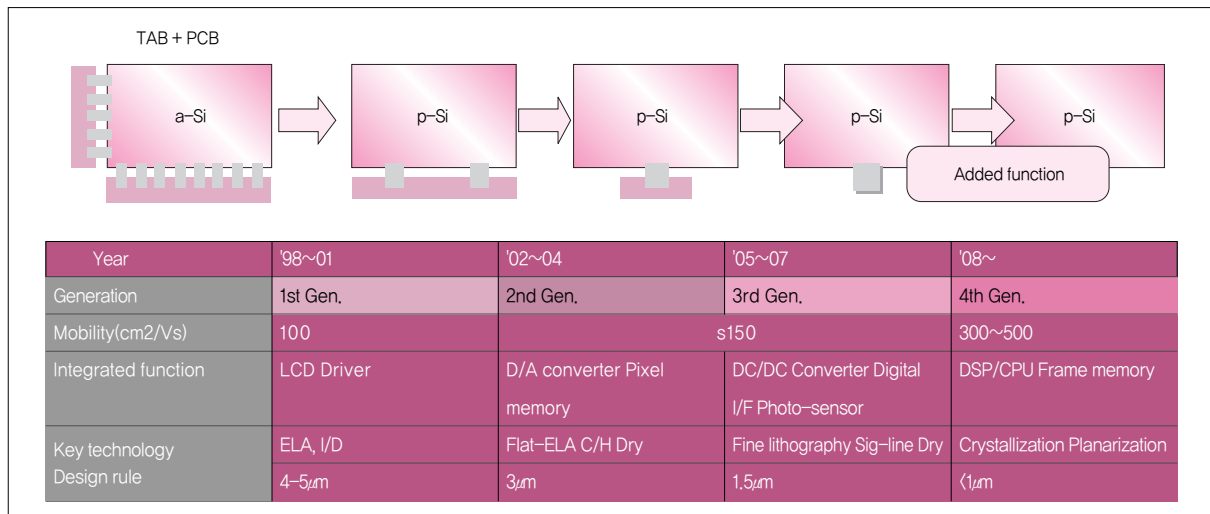 TAB + PCB
a-Si
p-Si
p-Si
p-Si
p-Si
Added function
Year
'98~01
'02~04
'05~07
'08~
Generation
1st Gen.
2nd Gen.
3rd Gen.
4th Gen.
Mobility(cm2/Vs)
100
s150
300~500
Integrated function
LCD Driver
D/A converter Pixel
memory
DC/DC Converter Digital
I/F Photo-sensor
DSP/CPU Frame memory
Key technology
Design rule
ELA, I/D
Flat-ELA C/H Dry
Fine lithography Sig-line Dry
Crystallization Planarization
4-5㎛
3㎛
1.5㎛
〈1㎛